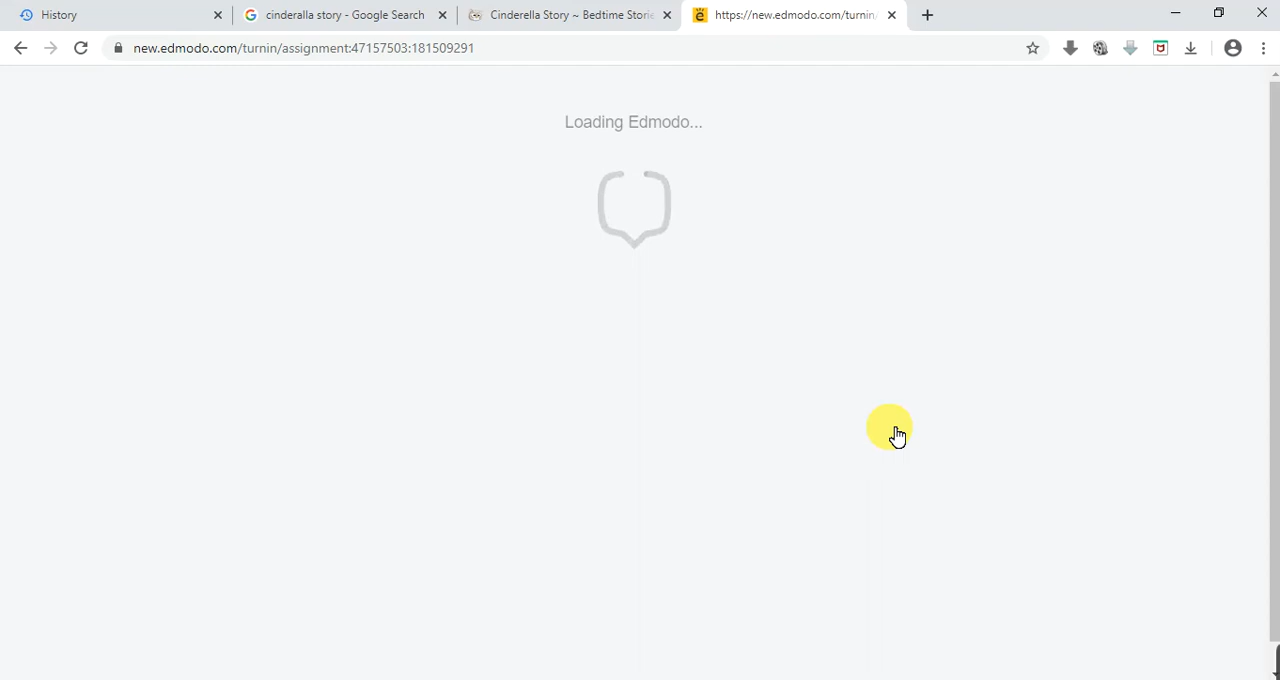 History
cinderalla story - Google Search
Cinderella Story ~ Bedtime Storie
https://new.edmodo.com/turnin/
new.edmodo.com/turnin/assignment:47157503:181509291
Loading Edmodo...